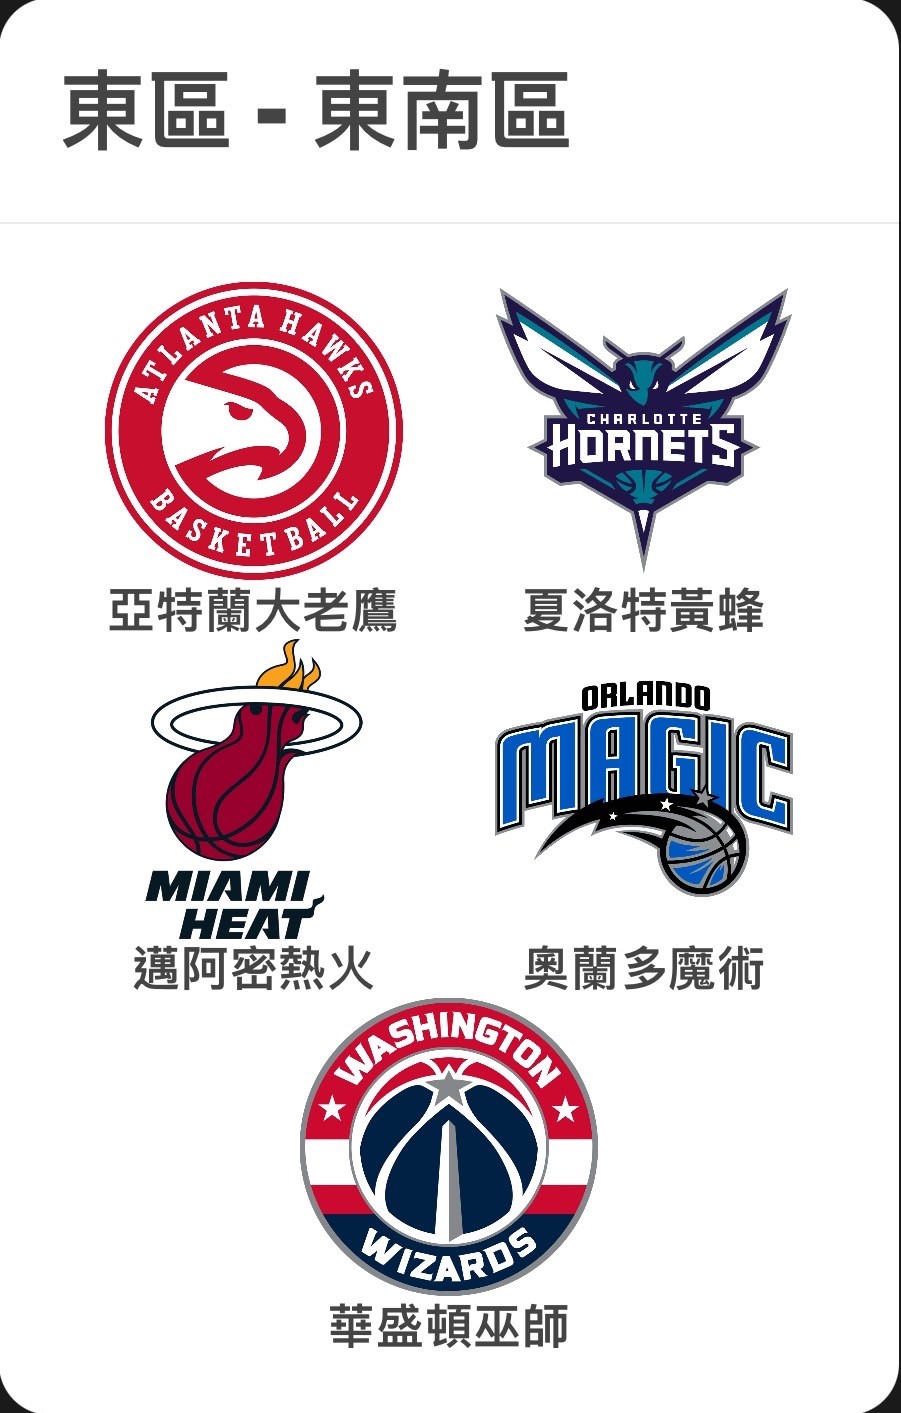 東區 - 東南區
ATLANTA HAWKS
BASKETBALL
CHARLOTTE
HORNETS
亞特蘭大老鷹
夏洛特黃蜂
MIAMI
HEAT
ORLANDO
MAGIC
邁阿密熱火
奧蘭多魔術
WASHINGTON
WIZARDS
華盛頓巫師